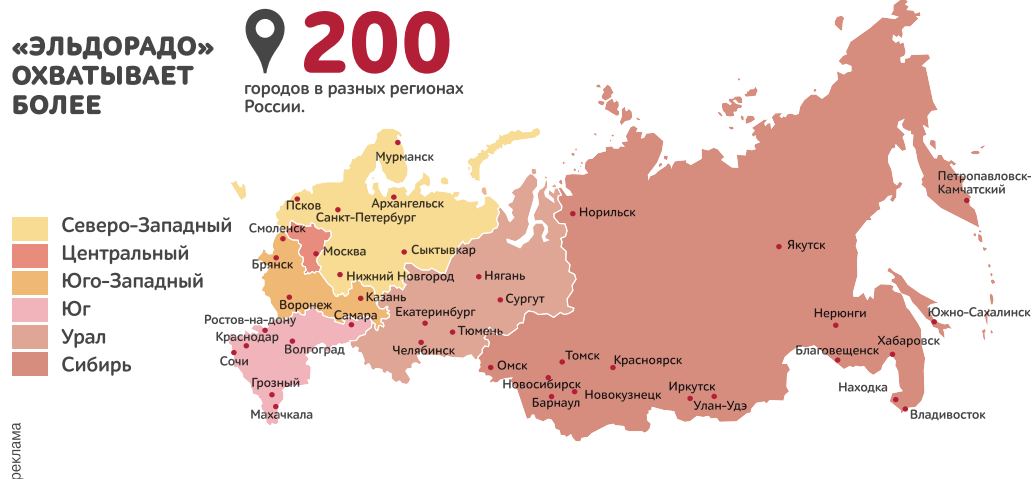 «ЭЛЬДОРАДО»
ОХВАТЫВАЕТ
БОЛЕЕ
200
городов в разных регионах
России.
Северо-Западный
Центральный
Юго-Западный
Юг
Урал
Сибирь
Мурманск
Псков
Архангельск
Санкт-Петербург
Смоленск
Москва
Сыктывкар
Брянск
Нижний Новгород
Нягань
Воронеж
Казань
Сургут
Самара
Екатеринбург
Ростов-на-дону
Тюмень
Краснодар
Волгоград
Челябинск
Сочи
Грозный
Махачкала
Норильск
Якутск
Петропавловск-
Камчатский
Омск
Томск
Красноярск
Новосибирск
Новокузнецк
Барнаул
Иркутск
Улан-Удэ
Нерюнги
Южно-Сахалинск
Благовещенск
Хабаровск
Находка
Владивосток
реклама